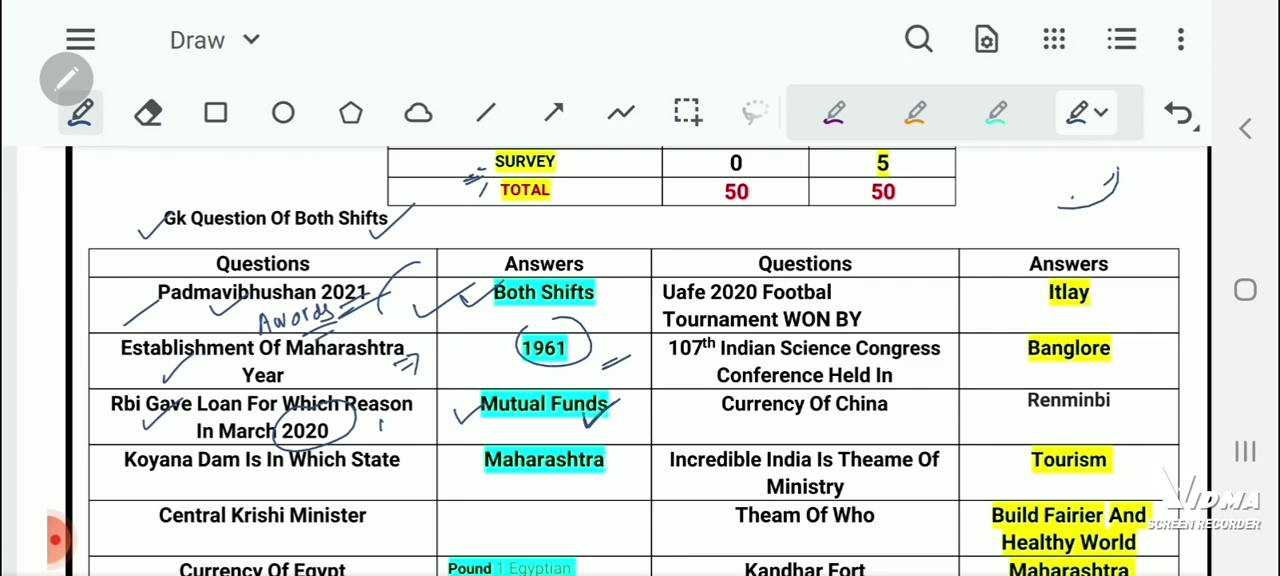 Draw
SURVEY 0 5
TOTAL 50 50
Gk Question Of Both Shifts
Questions Answers Questions Answers
Padmavibhushan 2021 Both Shifts Uafe 2020 Footbal Itlay
Awards Tournament WON BY
Establishment Of Maharashtra 1961 107th Indian Science Congress Banglore
Year Conference Held In
Rbi Gave Loan For Which Reason Mutual Funds Currency Of China Renminbi
In March 2020
Koyana Dam Is In Which State Maharashtra Incredible India Is Theame Of Tourism
Ministry
Central Krishi Minister Theam Of Who Build Fairier And
Healthy World
Currency Of Egypt Pound 1 Egyptian Kandhar Fort Maharashtra
VIDMA
SCREEN RECORDER